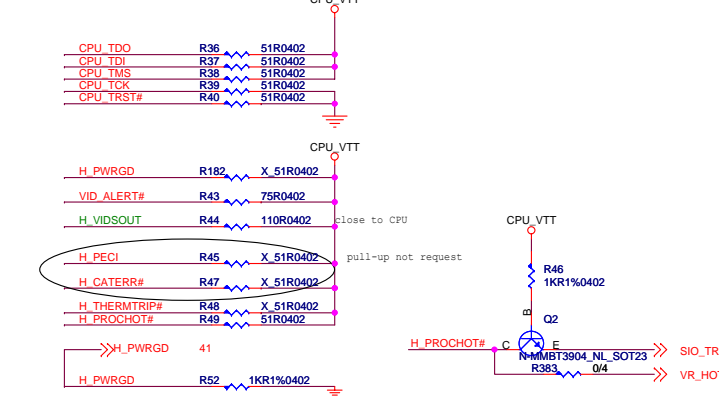 CPU_VTT
CPU_TDO R36 51R0402
CPU_TDI R37 51R0402
CPU_TMS R38 51R0402
CPU_TCK R39 51R0402
CPU_TRST# R40 51R0402
CPU_VTT
H_PWRGD R182 X_51R0402
VID_ALERT# R43 75R0402
H_VIDSOUT R44 110R0402 close to CPU
H_PECI R45 X_51R0402 pull-up not request
H_CATERR# R47 X_51R0402
H_THERMTRIP# R48 X_51R0402
H_PROCHOT# R49 51R0402
H_PWRGD 41
H_PWRGD R52 1KR1%0402
CPU_VTT
R46
1KR1%0402
B
Q2
H_PROCHOT# C E SIO_TR
N-MMBT3904_NL_SOT23
R383 0/4 VR_HO